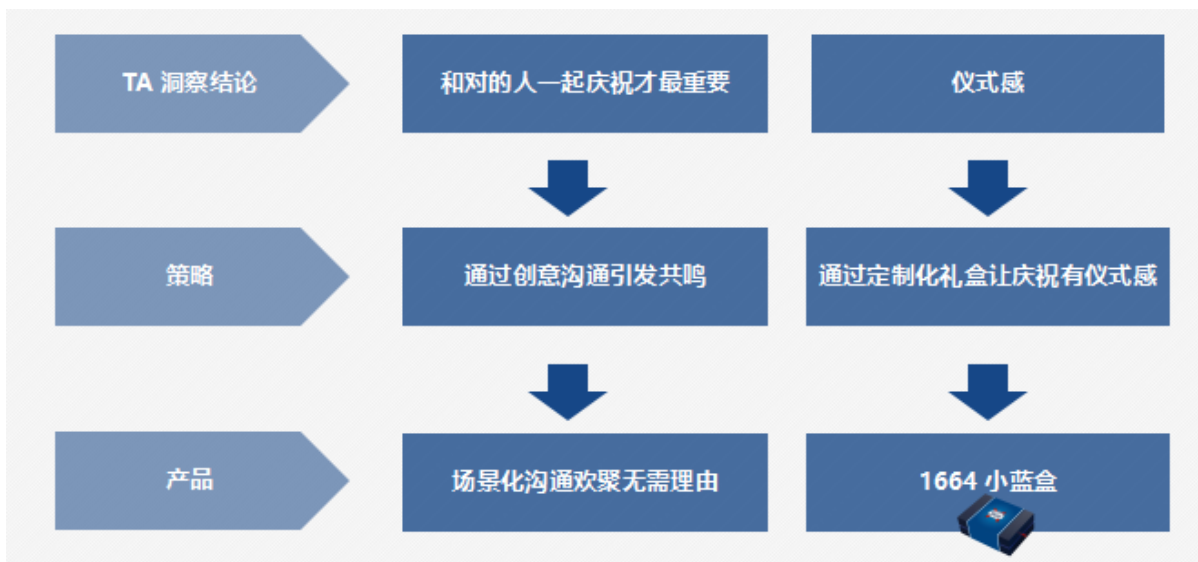 TA 洞察结论
和对的人一起庆祝才最重要
仪式感
策略
通过创意沟通引发共鸣
通过定制化礼盒让庆祝有仪式感
产品
场景化沟通欢聚无需理由
1664 小蓝盒